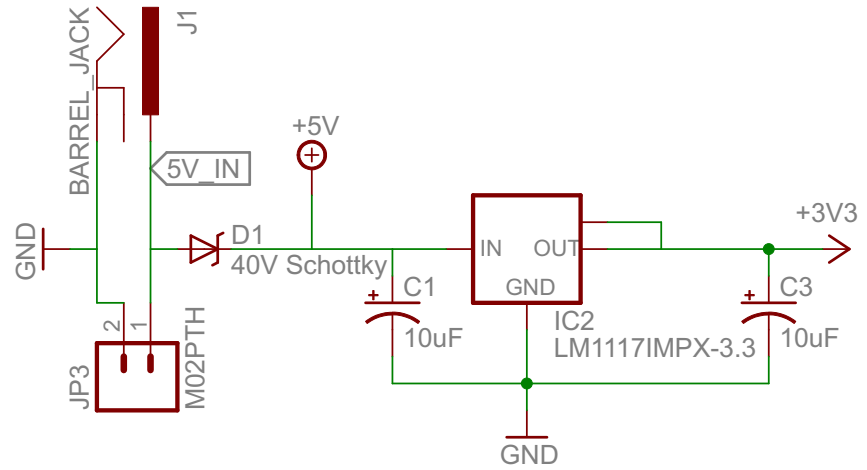 BARREL_JACK
J1
+5V
5V_IN
+3V3
GND
D1
40V Schottky
IN
OUT
GND
C1
10uF
C3
10uF
IC2
LM1117IMPX-3.3
2
1
JP3
M02PTH
GND